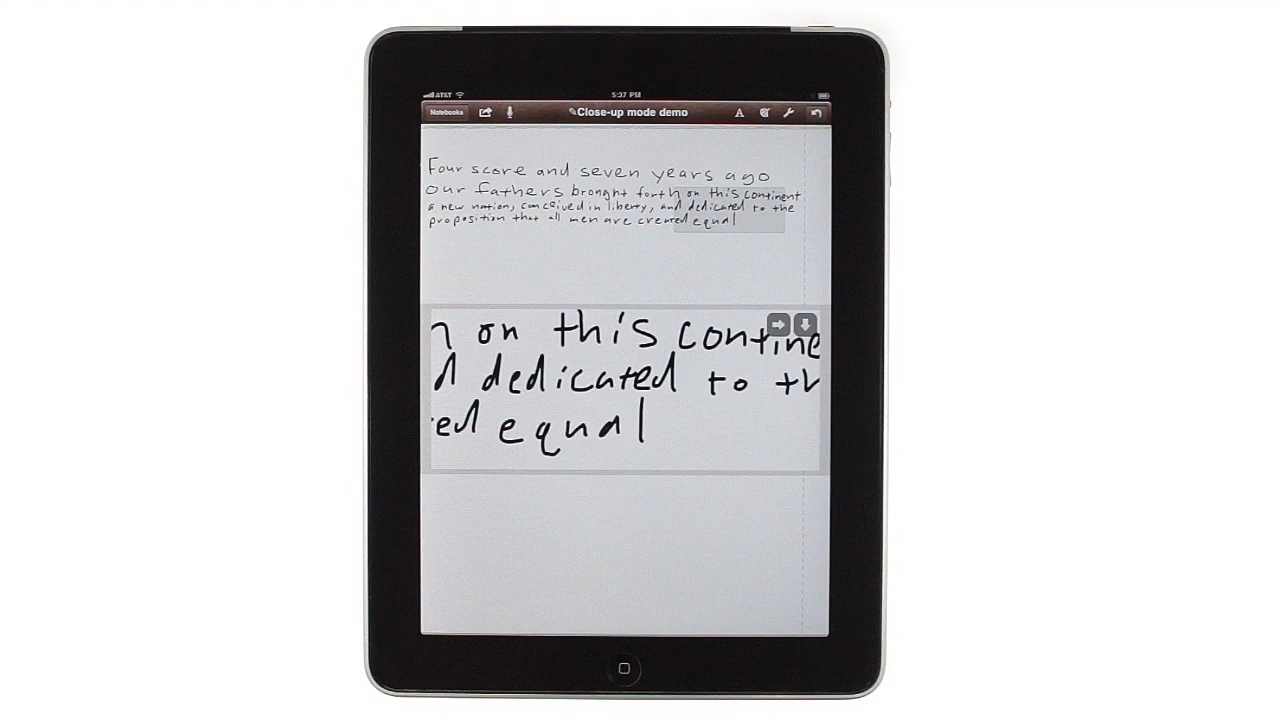 AT&T 5:37 PM
Notebooks Close-up mode demo A
Four score and seven years ago
our fathers brought forth on this continent
a new nation, conceived in liberty, and dedicated to the
proposition that all men are created equal
n on this contine
d dedicated to th
ed equal